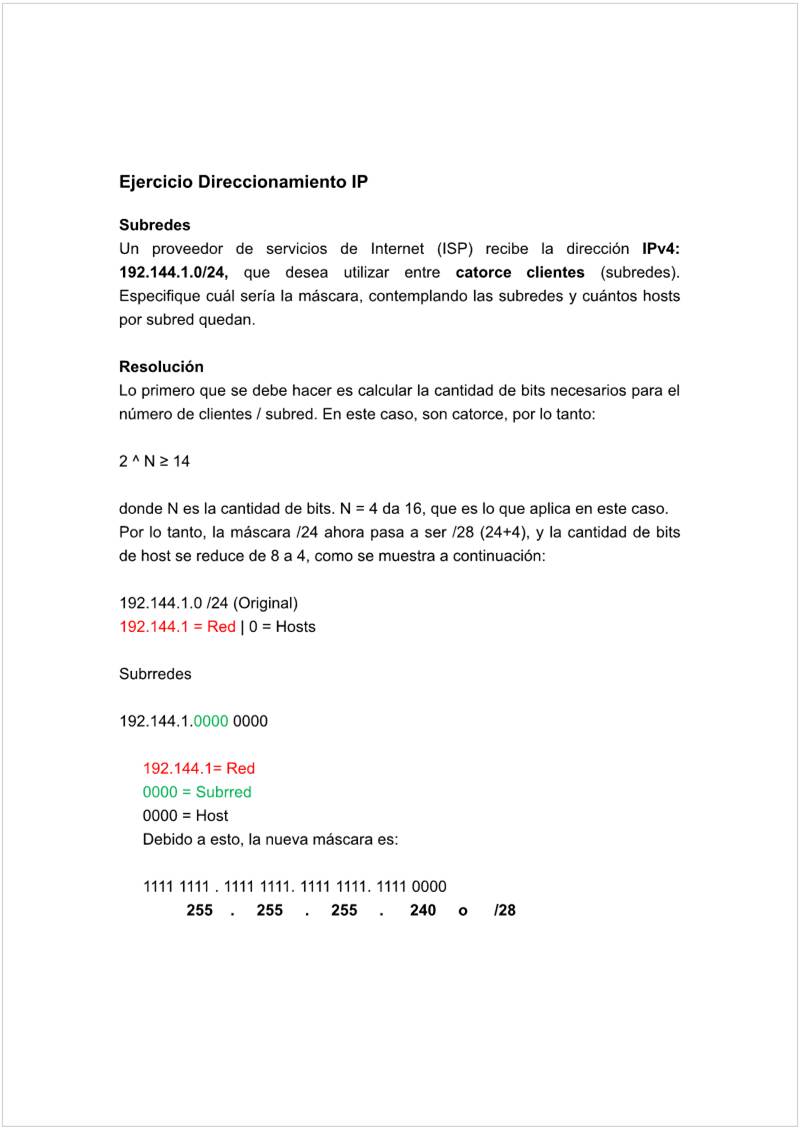 Ejercicio Direccionamiento IP
Subredes
Un proveedor de servicios de Internet (ISP) recibe la dirección IPv4:
192.144.1.0/24, que desea utilizar entre catorce clientes (subredes).
Especifique cuál sería la máscara, contemplando las subredes y cuántos hosts
por subred quedan.
Resolución
Lo primero que se debe hacer es calcular la cantidad de bits necesarios para el
número de clientes / subred. En este caso, son catorce, por lo tanto:
2 ^ N ≥ 14
donde N es la cantidad de bits. N = 4 da 16, que es lo que aplica en este caso.
Por lo tanto, la máscara /24 ahora pasa a ser /28 (24+4), y la cantidad de bits
de host se reduce de 8 a 4, como se muestra a continuación:
192.144.1.0 /24 (Original)
192.144.1 = Red | 0 = Hosts
Subrredes
192.144.1.0000 0000
192.144.1= Red
0000 = Subrred
0000 = Host
Debido a esto, la nueva máscara es:
1111 1111 . 1111 1111. 1111 1111. 1111 0000
255 . 255 . 255 . 240 o /28